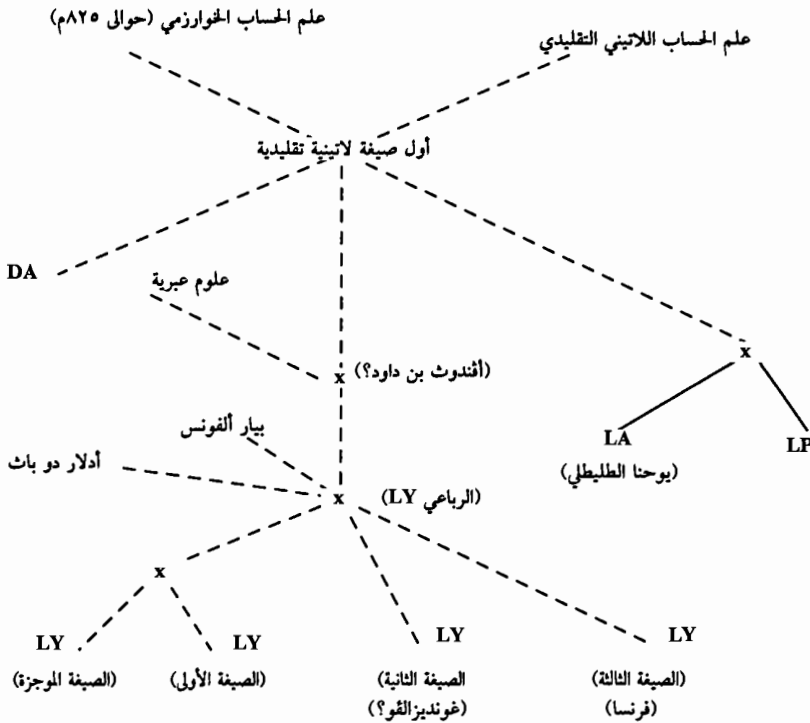 علم الحساب الخوارزمي (حوالى ٨٢٥م)
علم الحساب اللاتيني التقليدي
أول صيغة لاتينية تقليدية
DA
علوم عبرية
x
x (أڤندوث بن داود؟)
LA
LP
(يوحنا الطليطلي)
بيار ألفونس
أدلار دو باث
x (الرباعي LY)
x
LY LY LY LY
(الصيغة الموجزة) (الصيغة الأولى) (الصيغة الثانية (الصيغة الثالثة)
غونديزالڤو؟) (فرنسا)